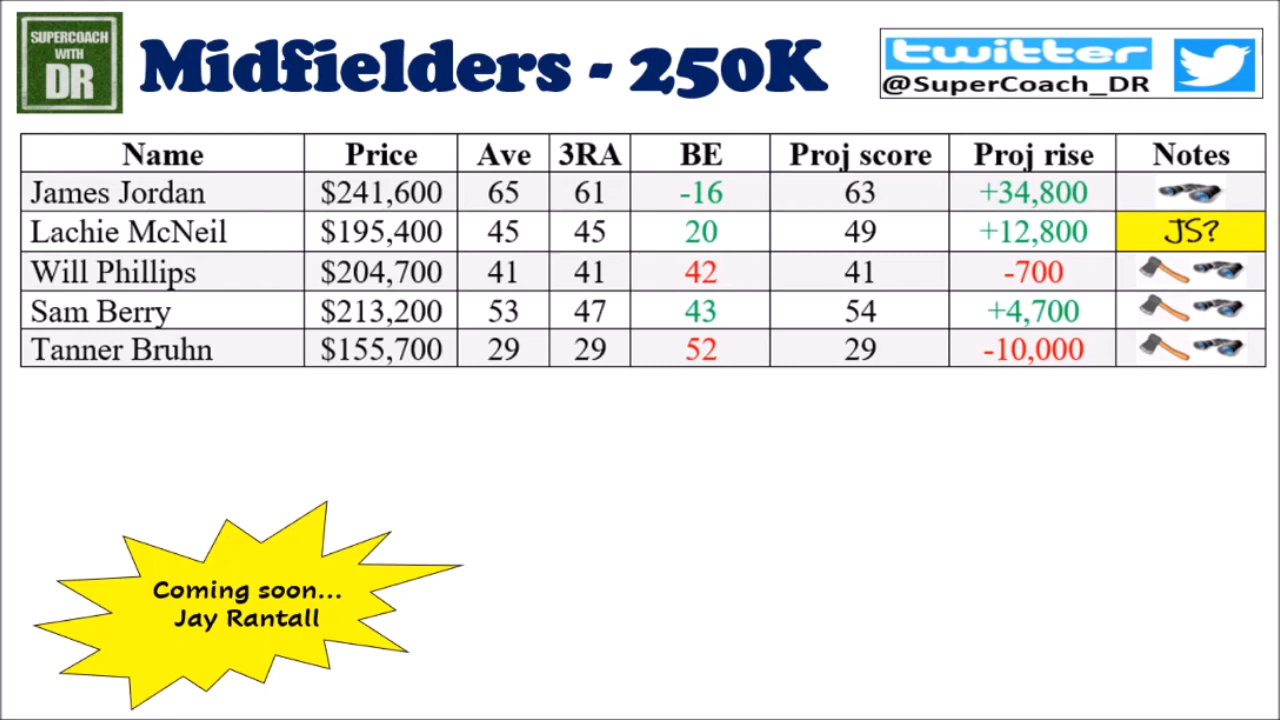 SUPERCOACH
WITH
DR
Midfielders - 250K
twitter
@SuperCoach_DR
Name Price Ave 3RA BE Proj score Proj rise Notes
James Jordan $241,600 65 61 -16 63 +34,800
Lachie McNeil $195,400 45 45 20 49 +12,800 JS?
Will Phillips $204,700 41 41 42 41 -700
Sam Berry $213,200 53 47 43 54 +4,700
Tanner Bruhn $155,700 29 29 52 29 -10,000
Coming soon...
Jay Rantall